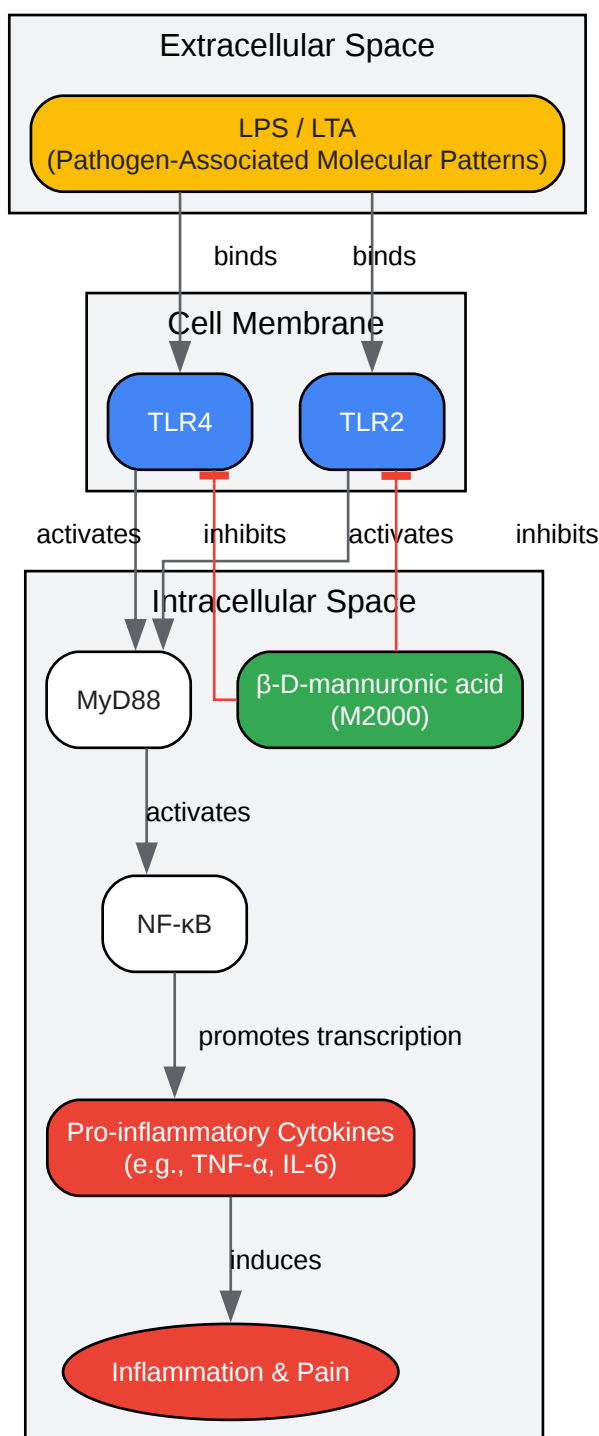 Extracellular Space
LPS / LTA
(Pathogen-Associated Molecular Patterns)
binds
binds
Cell Membrane
TLR4
TLR2
activates
inhibits
activates
inhibits
Intracellular Space
MyD88
β-D-mannuronic acid
(M2000)
activates
NF-κB
promotes transcription
Pro-inflammatory Cytokines
(e.g., TNF-α, IL-6)
induces
Inflammation & Pain